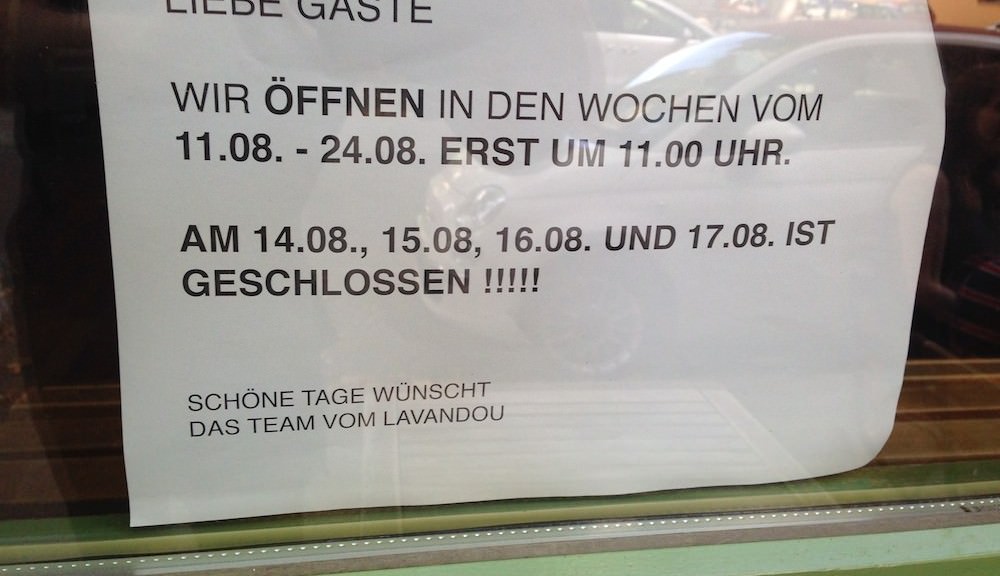 LIEBE GÄSTE
WIR ÖFFNEN IN DEN WOCHEN VOM
11.08. - 24.08. ERST UM 11.00 UHR.
AM 14.08., 15.08, 16.08. UND 17.08. IST
GESCHLOSSEN !!!!!
SCHÖNE TAGE WÜNSCHT
DAS TEAM VOM LAVANDOU